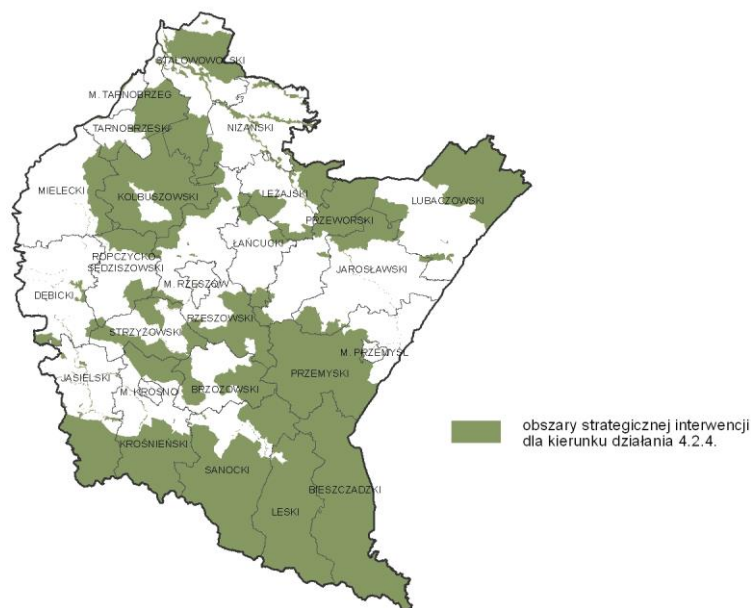 STALOWOWOLSKI
M. TARNOBRZEG
TARNOBRZESKI
NIŻAŃSKI
MIELECKI
KOLBUSZOWSKI
LEŻAJSKI
LUBACZOWSKI
PRZEWORSKI
ROPCZYCKO
SĘDZISZOWSKI
ŁAŃCUCKI
JAROSŁAWSKI
M. RZESZÓW
DĘBICKI
RZESZOWSKI
STRZYŻOWSKI
M. PRZEMYŚL
PRZEMYSKI
JASIELSKI
M. KROSNO
BRZOZOWSKI
obszary strategicznej interwencji
dla kierunku działania 4.2.4.
KROŚNIEŃSKI
SANOCKI
BIESZCZADZKI
LESKI